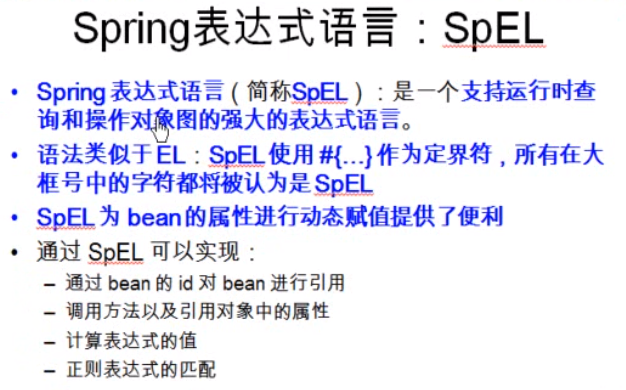 Spring表达式语言：SpEL
• Spring 表达式语言（简称SpEL）：是一个支持运行时查
询和操作对象图的强大的表达式语言。
• 语法类似于 EL：SpEL 使用 #{…} 作为定界符，所有在大
框号中的字符都将被认为是 SpEL
• SpEL 为 bean 的属性进行动态赋值提供了便利
• 通过 SpEL 可以实现：
– 通过 bean 的 id 对 bean 进行引用
– 调用方法以及引用对象中的属性
– 计算表达式的值
– 正则表达式的匹配